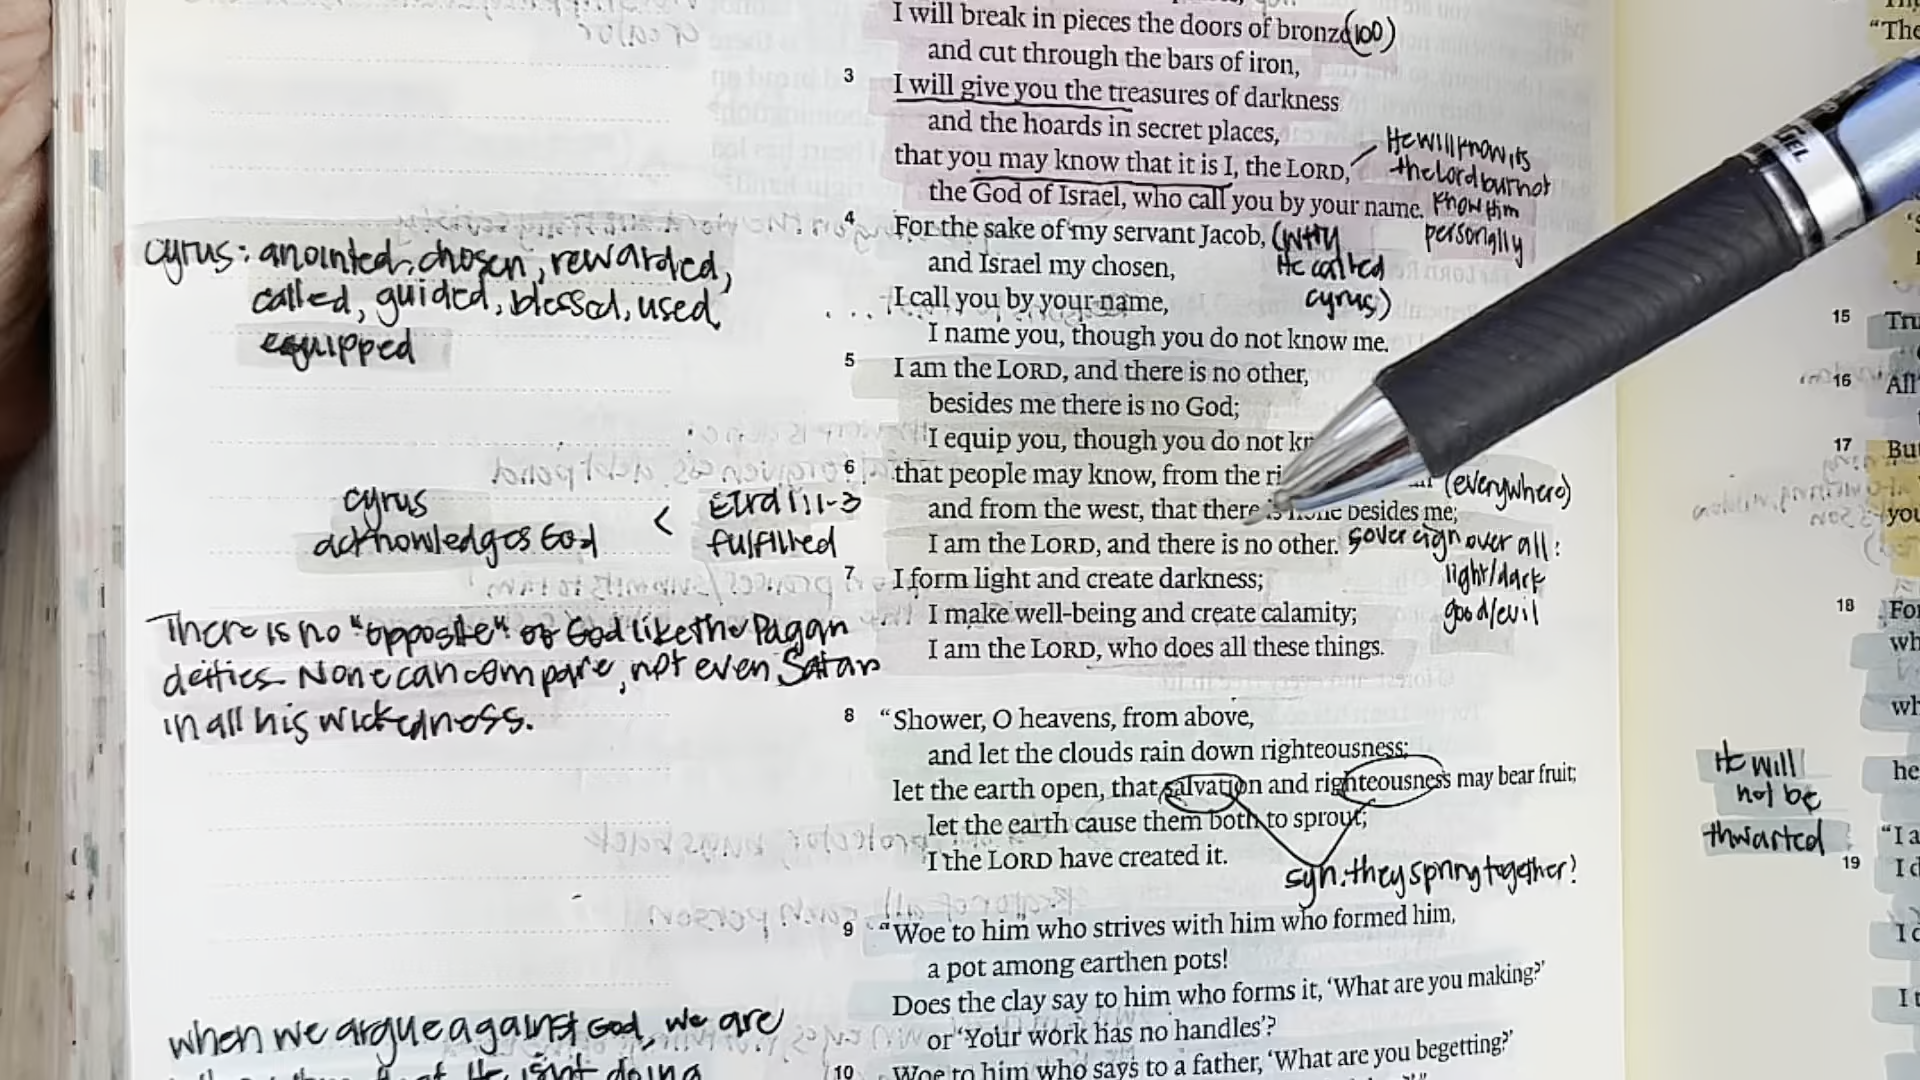 I will break in pieces the doors of bronze (100)
and cut through the bars of iron,
3 I will give you the treasures of darkness
and the hoards in secret places,
that you may know that it is I, the LORD,
the God of Israel, who call you by your name.
He will know its
the Lord but not
know Him
personally
4 For the sake of my servant Jacob,
and Israel my chosen,
I call you by your name,
I name you, though you do not know me.
(WHY
He called
cyrus)
cyrus: anointed, chosen, rewarded,
called, guided, blessed, used,
equipped
5 I am the LORD, and there is no other,
besides me there is no God;
I equip you, though you do not
6 that people may know, from the
and from the west, that there is none besides me;
I am the LORD, and there is no other.
(everywhere)
cyrus
acknowledges God
< Ezra 1:1-3
fulfilled
7 I form light and create darkness;
I make well-being and create calamity;
I am the LORD, who does all these things.
sovereign over all:
light/dark
good/evil
There is no "opposite" of God like the Pagan
deities. None can compare, not even Satan
in all his wickedness.
8 “Shower, O heavens, from above,
and let the clouds rain down righteousness;
let the earth open, that salvation and righteousness may bear fruit;
let the earth cause them both to sprout;
I the LORD have created it.
syn: they spring together!
9 “Woe to him who strives with him who formed him,
a pot among earthen pots!
Does the clay say to him who forms it, ‘What are you making?’
or ‘Your work has no handles’?
10 Woe to him who says to a father, ‘What are you begetting?’
when we argue against God, we are
He isn't doing
“The
15 Tru
16 All
17 But
you
18 For
wh
wh
he
He will
not be
thwarted
“I a
19 I d